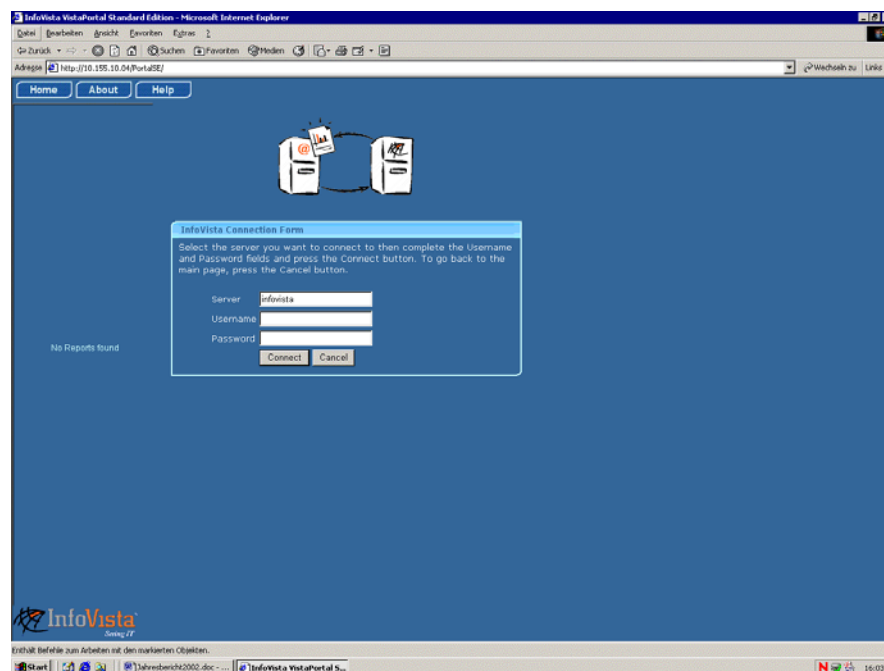 InfoVista VistaPortal Standard Edition - Microsoft Internet Explorer
Datei Bearbeiten Ansicht Favoriten Extras ?
Zurück Suchen Favoriten Medien
Adresse http://10.155.10.04/PortalSE/ Wechseln zu Links
Home About Help
InfoVista Connection Form
Select the server you want to connect to then complete the Username
and Password fields and press the Connect button. To go back to the
main page, press the Cancel button.
Server infovista
Username
Password
No Reports found
Connect Cancel
InfoVista
Seeing IT
Enthält Befehle zum Arbeiten mit den markierten Objekten.
Start Jahresbericht2002.doc - ... InfoVista VistaPortal S... N 16:03